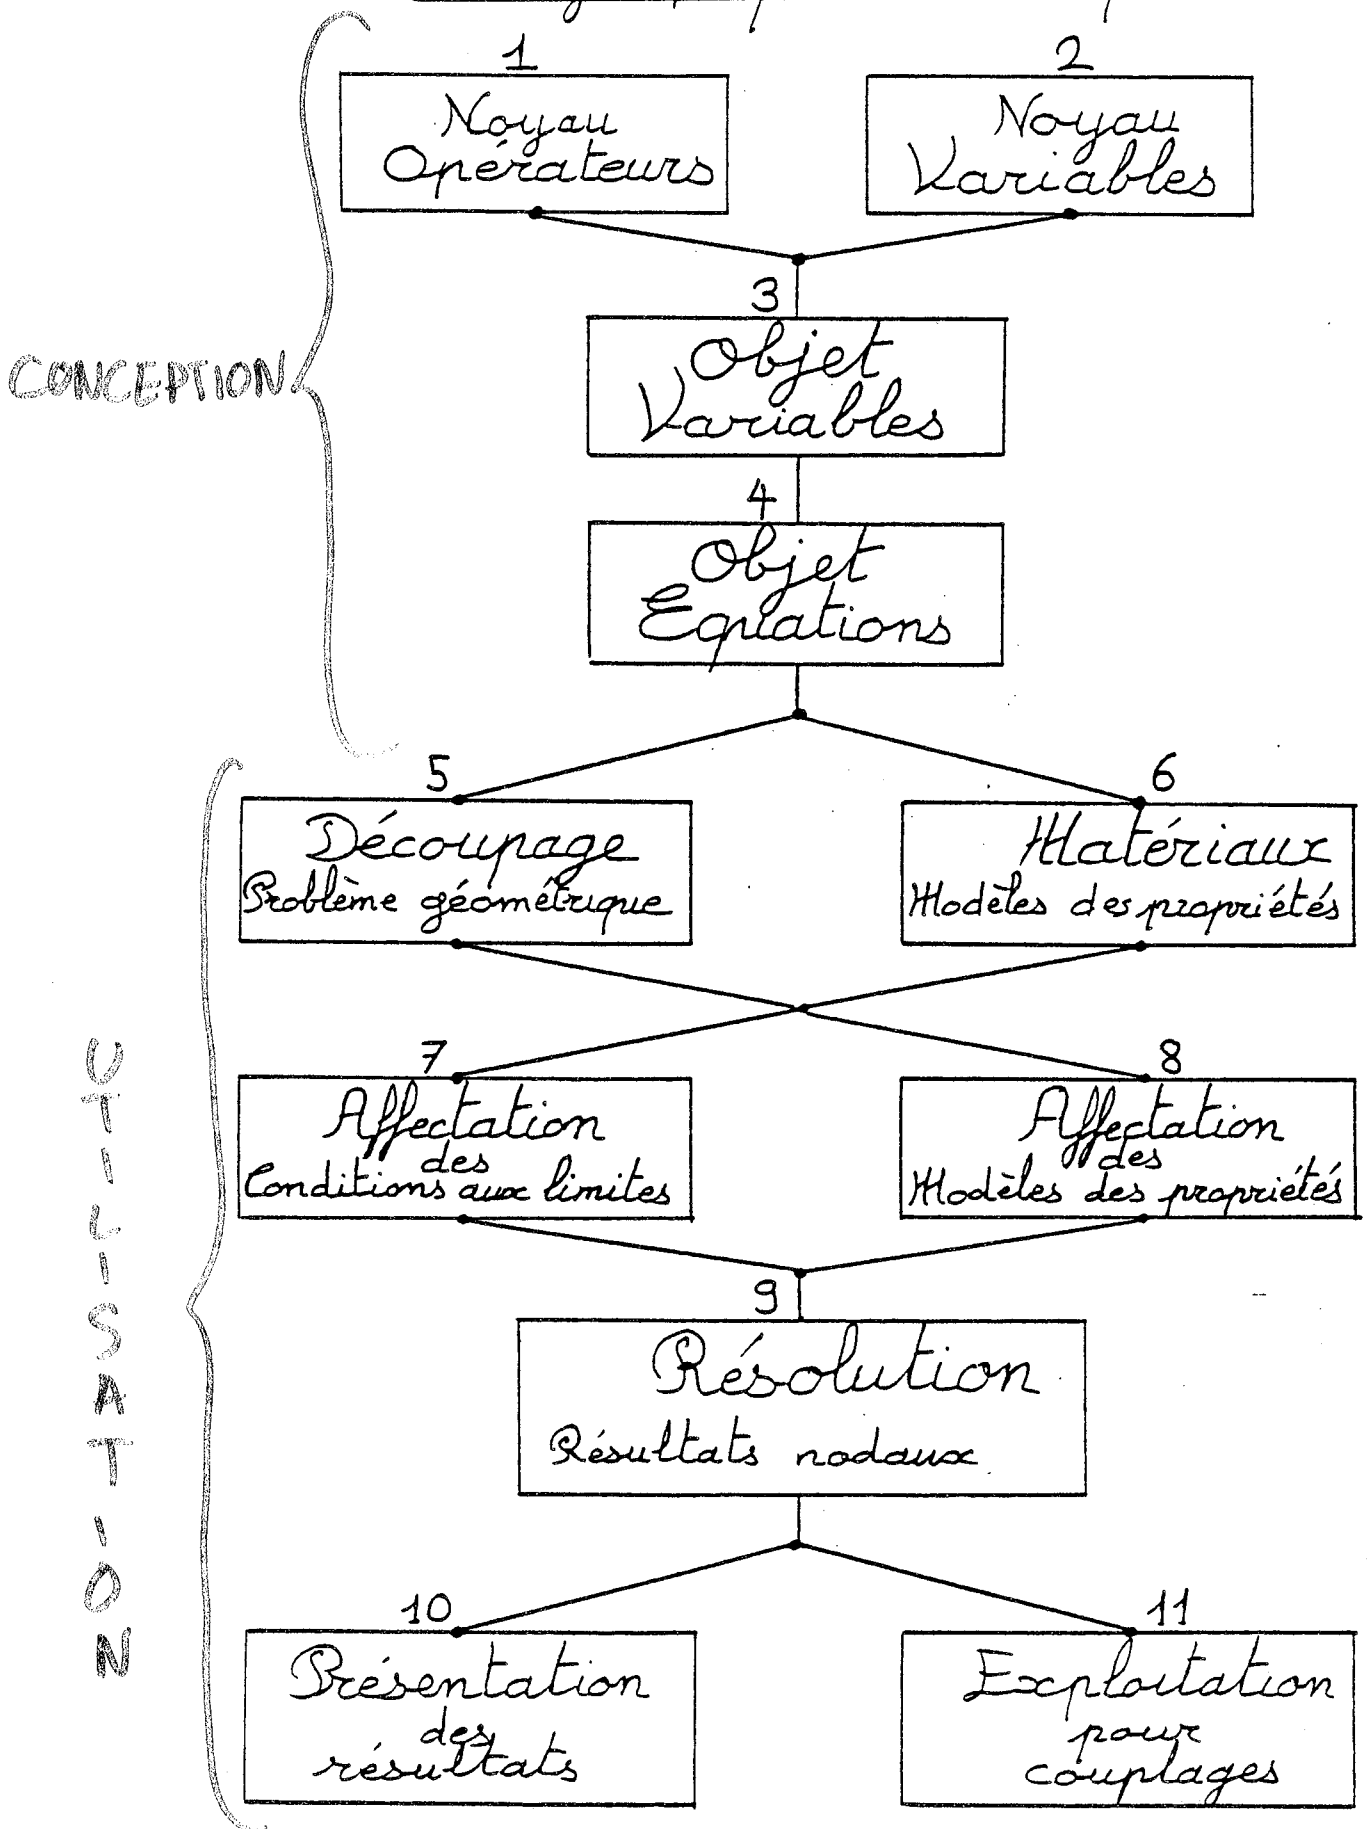 1
Noyau
Opérateurs
2
Noyau
Variables
3
Objet
Variables
CONCEPTION
4
Objet
Equations
5
Découpage
Problème géométrique
6
Matériaux
Modèles des propriétés
7
Affectation
des
Conditions aux limites
8
Affectation
des
Modèles des propriétés
UTILISATION
9
Résolution
Résultats nodaux
10
Présentation
des
résultats
11
Exploitation
pour
couplages